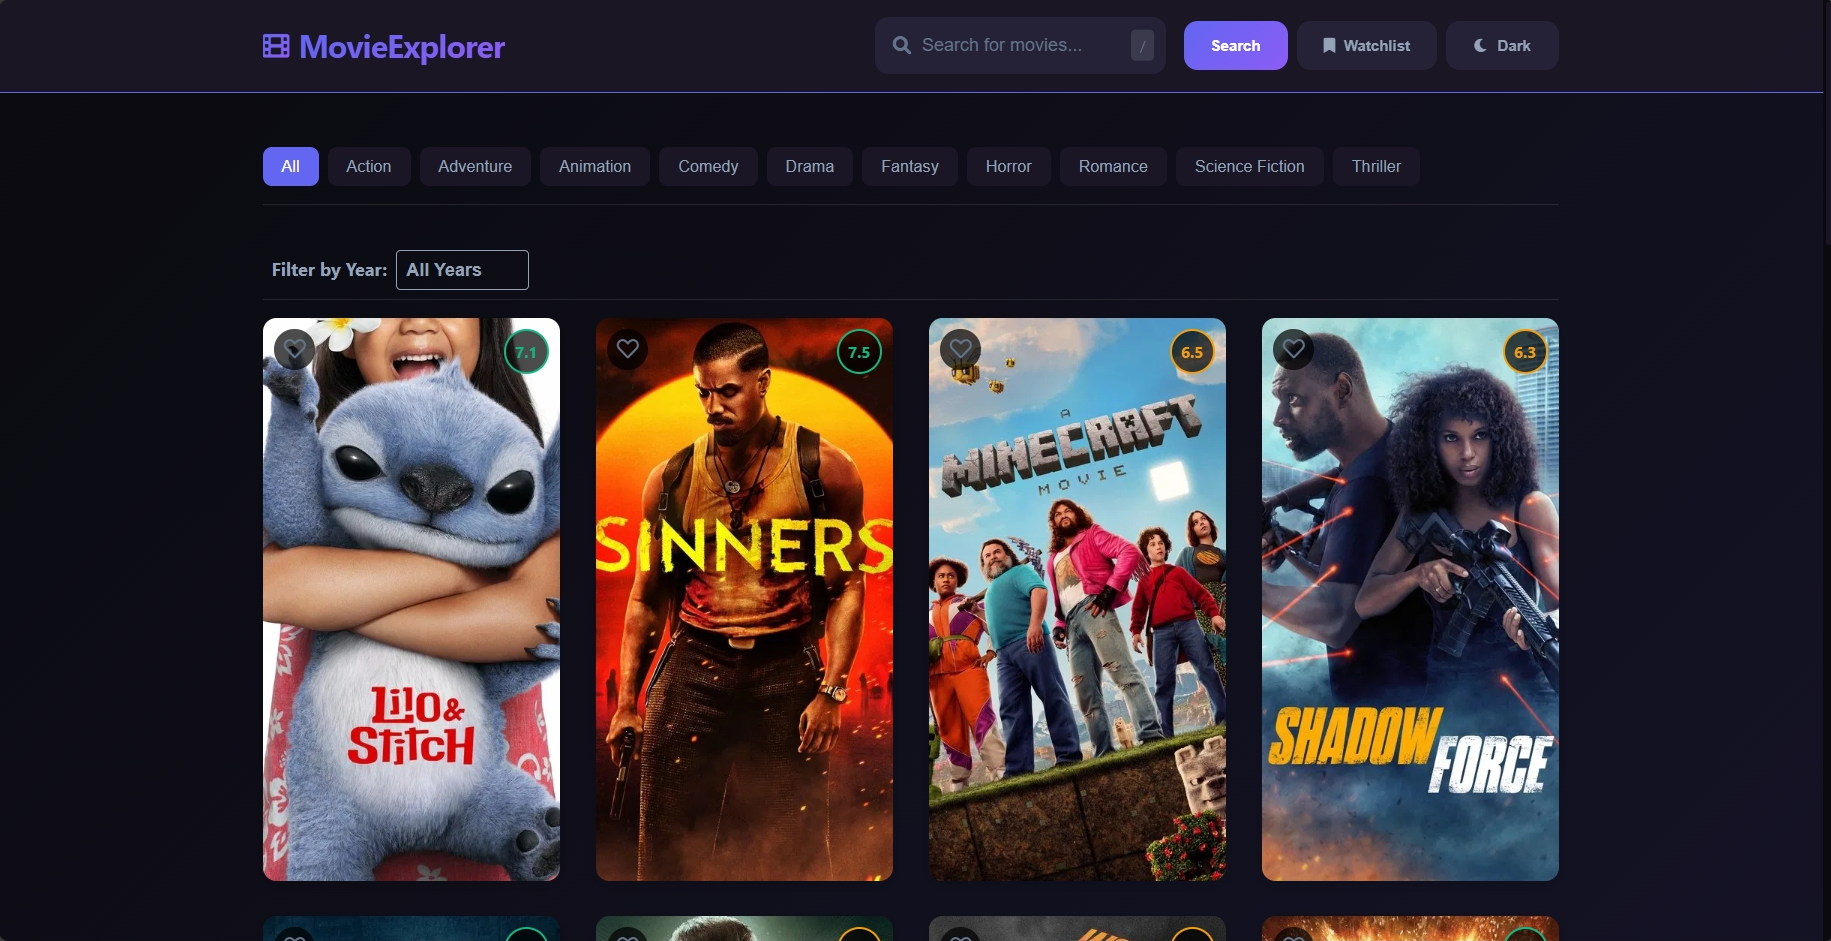 MovieExplorer
Search for movies...
/
Search
Watchlist
Dark
All
Action
Adventure
Animation
Comedy
Drama
Fantasy
Horror
Romance
Science Fiction
Thriller
Filter by Year:
All Years
7.1
LiLO &
StitcH
7.5
SINNERS
6.5
A
MINECRAFT
MOVIE
6.3
SHADOW
FORCE